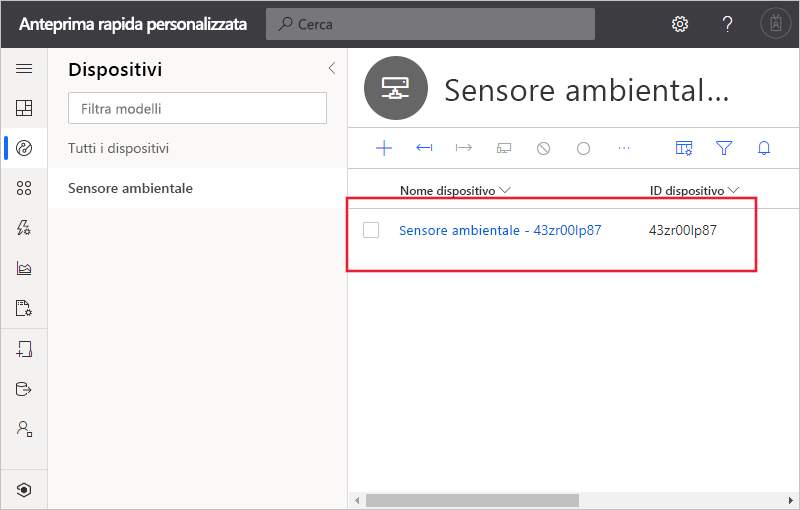 Anteprima rapida personalizzata
Cerca
?
Dispositivi
Filtra modelli
Tutti i dispositivi
Sensore ambientale
Sensore ambiental...
Nome dispositivo
ID dispositivo
Sensore ambientale - 43zr00lp87
43zr00lp87